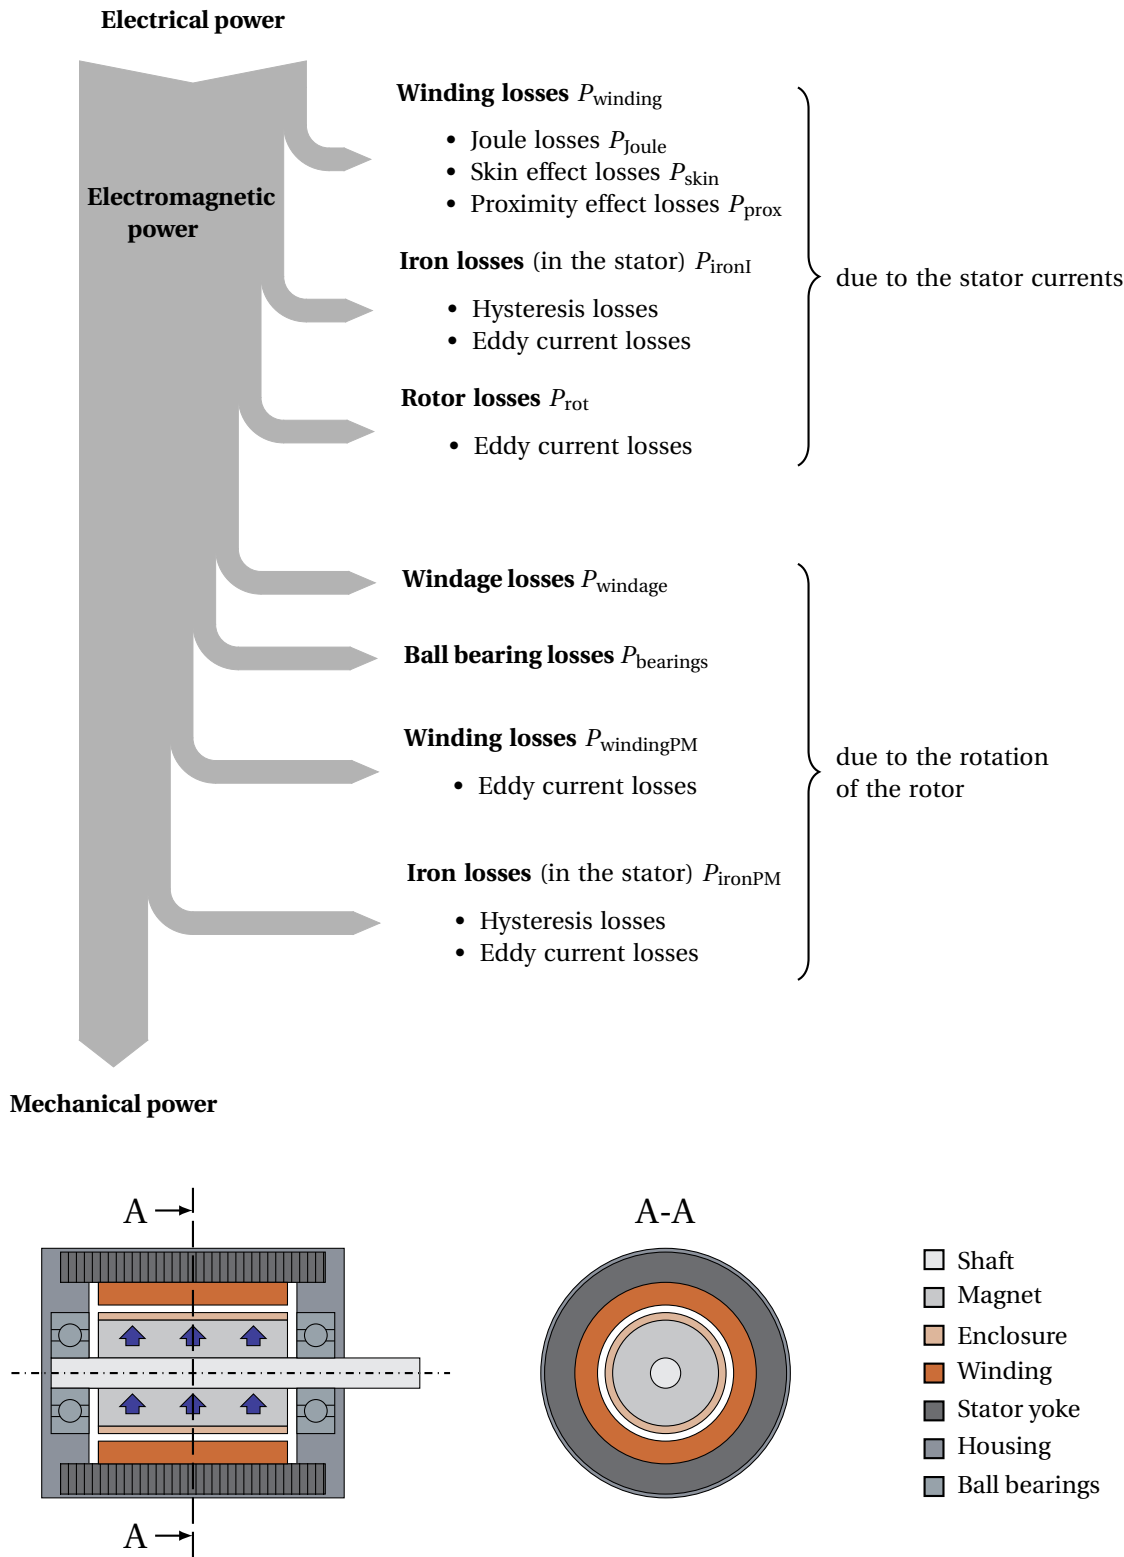 Electrical power
Winding losses P_winding
• Joule losses P_Joule
• Skin effect losses P_skin
• Proximity effect losses P_prox
Electromagnetic
power
Iron losses (in the stator) P_ironI
• Hysteresis losses
• Eddy current losses
due to the stator currents
Rotor losses P_rot
• Eddy current losses
Windage losses P_windage
Ball bearing losses P_bearings
Winding losses P_windingPM
• Eddy current losses
due to the rotation
of the rotor
Iron losses (in the stator) P_ironPM
• Hysteresis losses
• Eddy current losses
Mechanical power
A
A-A
Shaft
Magnet
Enclosure
Winding
Stator yoke
Housing
Ball bearings
A